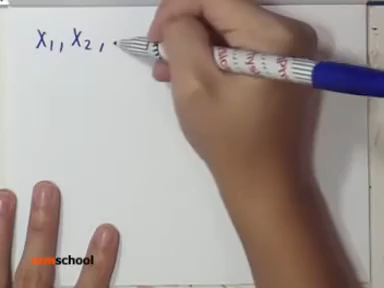 X₁, X₂, .
school